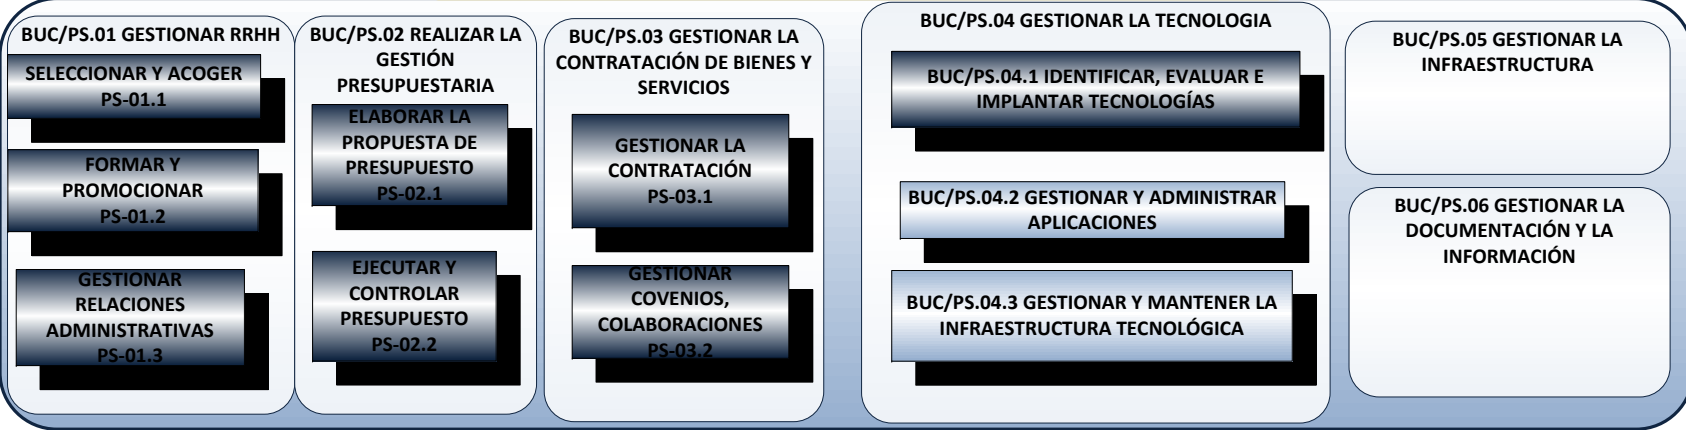 BUC/PS.01 GESTIONAR RRHH
SELECCIONAR Y ACOGER
PS-01.1
FORMAR Y
PROMOCIONAR
PS-01.2
GESTIONAR
RELACIONES
ADMINISTRATIVAS
PS-01.3
BUC/PS.02 REALIZAR LA
GESTIÓN
PRESUPUESTARIA
ELABORAR LA
PROPUESTA DE
PRESUPUESTO
PS-02.1
EJECUTAR Y
CONTROLAR
PRESUPUESTO
PS-02.2
BUC/PS.03 GESTIONAR LA
CONTRATACIÓN DE BIENES Y
SERVICIOS
GESTIONAR LA
CONTRATACIÓN
PS-03.1
GESTIONAR
COVENIOS,
COLABORACIONES
PS-03.2
BUC/PS.04 GESTIONAR LA TECNOLOGIA
BUC/PS.04.1 IDENTIFICAR, EVALUAR E
IMPLANTAR TECNOLOGÍAS
BUC/PS.04.2 GESTIONAR Y ADMINISTRAR
APLICACIONES
BUC/PS.04.3 GESTIONAR Y MANTENER LA
INFRAESTRUCTURA TECNOLÓGICA
BUC/PS.05 GESTIONAR LA
INFRAESTRUCTURA
BUC/PS.06 GESTIONAR LA
DOCUMENTACIÓN Y LA
INFORMACIÓN